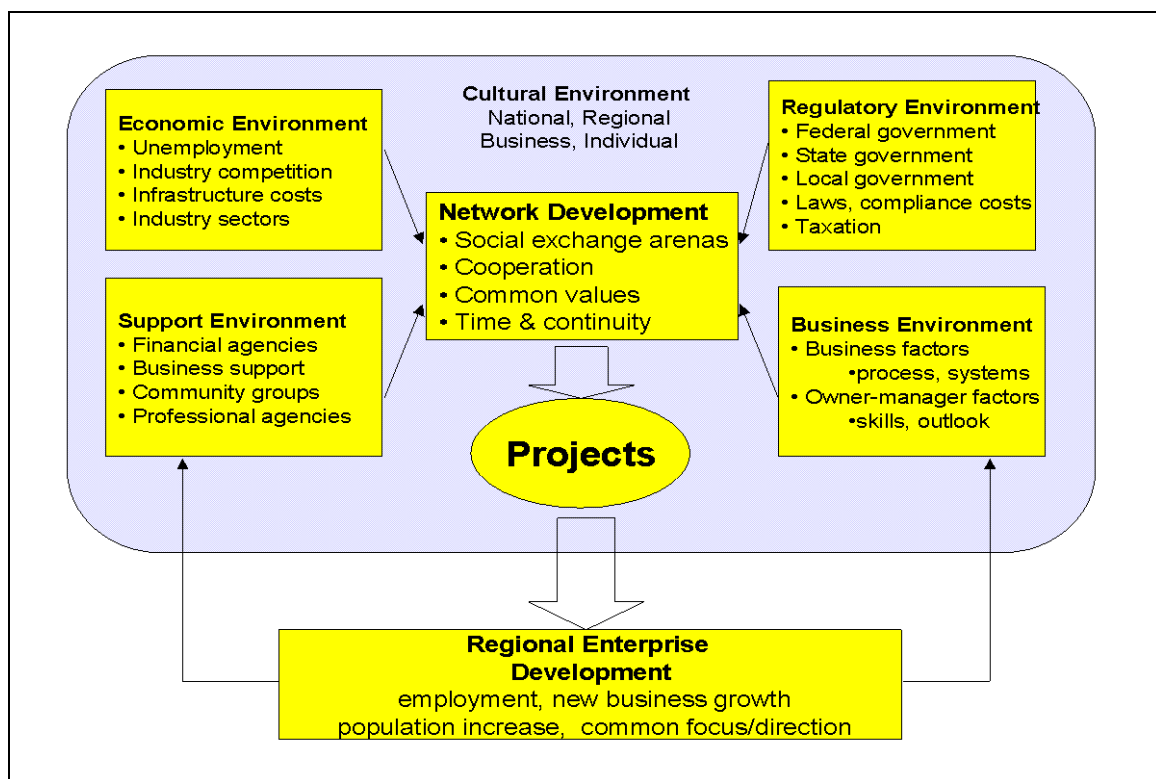 Cultural Environment
National, Regional
Business, Individual
Economic Environment
• Unemployment
• Industry competition
• Infrastructure costs
• Industry sectors
Regulatory Environment
• Federal government
• State government
• Local government
• Laws, compliance costs
• Taxation
Network Development
• Social exchange arenas
• Cooperation
• Common values
• Time & continuity
Support Environment
• Financial agencies
• Business support
• Community groups
• Professional agencies
Business Environment
• Business factors
•process, systems
• Owner-manager factors
•skills, outlook
Projects
Regional Enterprise
Development
employment, new business growth
population increase, common focus/direction